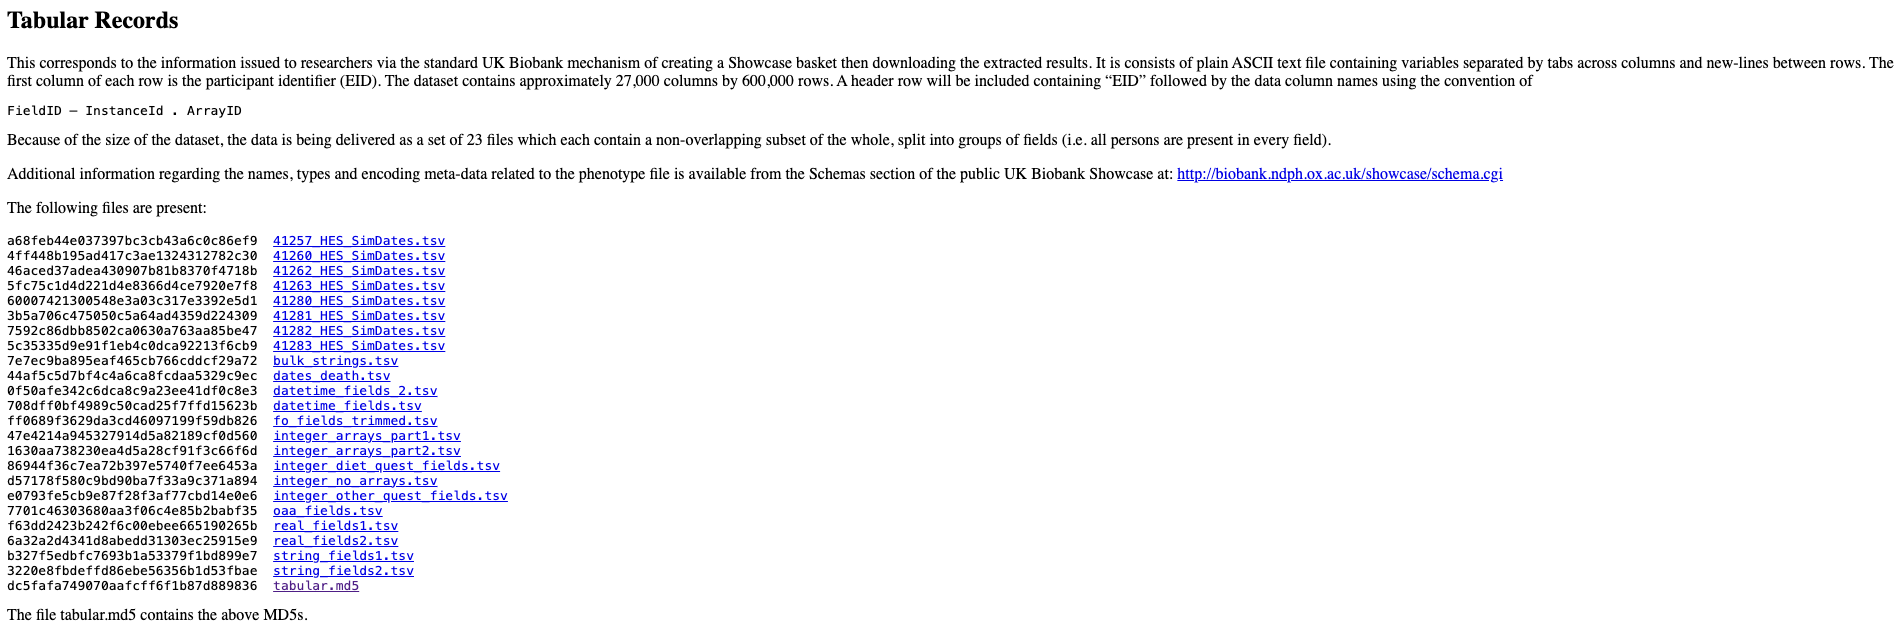 Tabular Records
This corresponds to the information issued to researchers via the standard UK Biobank mechanism of creating a Showcase basket then downloading the extracted results. It is consists of plain ASCII text file containing variables separated by tabs across columns and new-lines between rows. The
first column of each row is the participant identifier (EID). The dataset contains approximately 27,000 columns by 600,000 rows. A header row will be included containing “EID” followed by the data column names using the convention of
FieldID – InstanceId . ArrayID
Because of the size of the dataset, the data is being delivered as a set of 23 files which each contain a non-overlapping subset of the whole, split into groups of fields (i.e. all persons are present in every field).
Additional information regarding the names, types and encoding meta-data related to the phenotype file is available from the Schemas section of the public UK Biobank Showcase at: http://biobank.ndph.ox.ac.uk/showcase/schema.cgi
The following files are present:
a68feb44e037397bc3cb43a6c0c86ef9 41257_HES_SimDates.tsv
4ff448b195ad417c3ae1324312782c30 41260_HES_SimDates.tsv
46aced37adea430907b81b8370f4718b 41262_HES_SimDates.tsv
5fc75c1d4d221d4e8366d4ce7920e7f8 41263_HES_SimDates.tsv
60007421300548e3a03c317e3392e5d1 41280_HES_SimDates.tsv
3b5a706c475050c5a64ad4359d224309 41281_HES_SimDates.tsv
7592c86dbb8502ca0630a763aa85be47 41282_HES_SimDates.tsv
5c35335d9e91f1eb4c0dca92213f6cb9 41283_HES_SimDates.tsv
7e7ec9ba895eaf465cb766cddcf29a72 bulk_strings.tsv
44af5c5d7bf4c4a6ca8fcdaa5329c9ec dates_death.tsv
0f50afe342c6dca8c9a23ee41df0c8e3 datetime_fields_2.tsv
708dff0bf4989c50cad25f7ffd15623b datetime_fields.tsv
ff0689f3629da3cd46097199f59db826 fo_fields_trimmed.tsv
47e4214a945327914d5a82189cf0d560 integer_arrays_part1.tsv
1630aa738230ea4d5a28cf91f3c66f6d integer_arrays_part2.tsv
86944f36c7ea72b397e5740f7ee6453a integer_diet_quest_fields.tsv
d57178f580c9bd90ba7f33a9c371a894 integer_no_arrays.tsv
e0793fe5cb9e87f28f3af77cbd14e0e6 integer_other_quest_fields.tsv
7701c46303680aa3f06c4e85b2babf35 oaa_fields.tsv
f63dd2423b242f6c00ebee665190265b real_fields1.tsv
6a32a2d4341d8abedd31303ec25915e9 real_fields2.tsv
b327f5edbfc7693b1a53379f1bd899e7 string_fields1.tsv
3220e8fbdeffd86ebe56356b1d53fbae string_fields2.tsv
dc5fafa749070aafcff6f1b87d889836 tabular.md5
The file tabular.md5 contains the above MD5s.